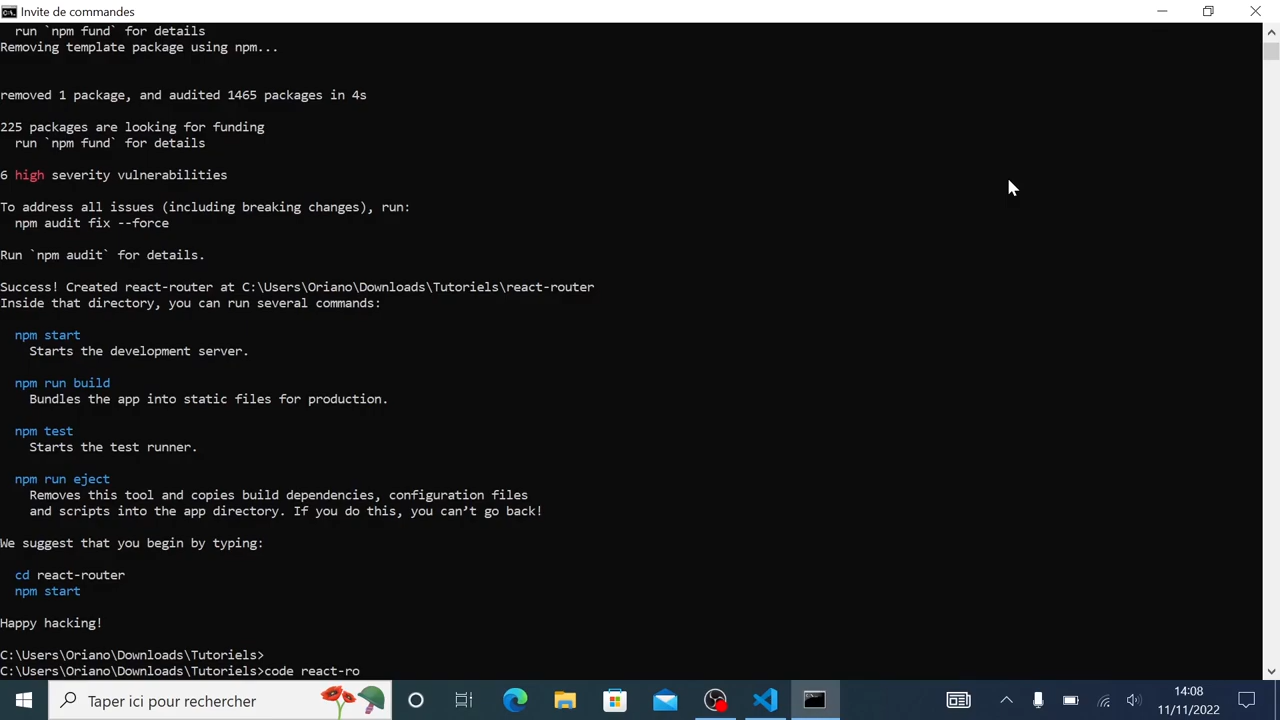 Invite de commandes
run `npm fund` for details
Removing template package using npm...
removed 1 package, and audited 1465 packages in 4s
225 packages are looking for funding
run `npm fund` for details
6 high severity vulnerabilities
To address all issues (including breaking changes), run:
npm audit fix --force
Run `npm audit` for details.
Success! Created react-router at C:\Users\Oriano\Downloads\Tutoriels\react-router
Inside that directory, you can run several commands:
npm start
Starts the development server.
npm run build
Bundles the app into static files for production.
npm test
Starts the test runner.
npm run eject
Removes this tool and copies build dependencies, configuration files
and scripts into the app directory. If you do this, you can’t go back!
We suggest that you begin by typing:
cd react-router
npm start
Happy hacking!
C:\Users\Oriano\Downloads\Tutoriels>
C:\Users\Oriano\Downloads\Tutoriels>code react-ro
Taper ici pour rechercher
14:08
11/11/2022